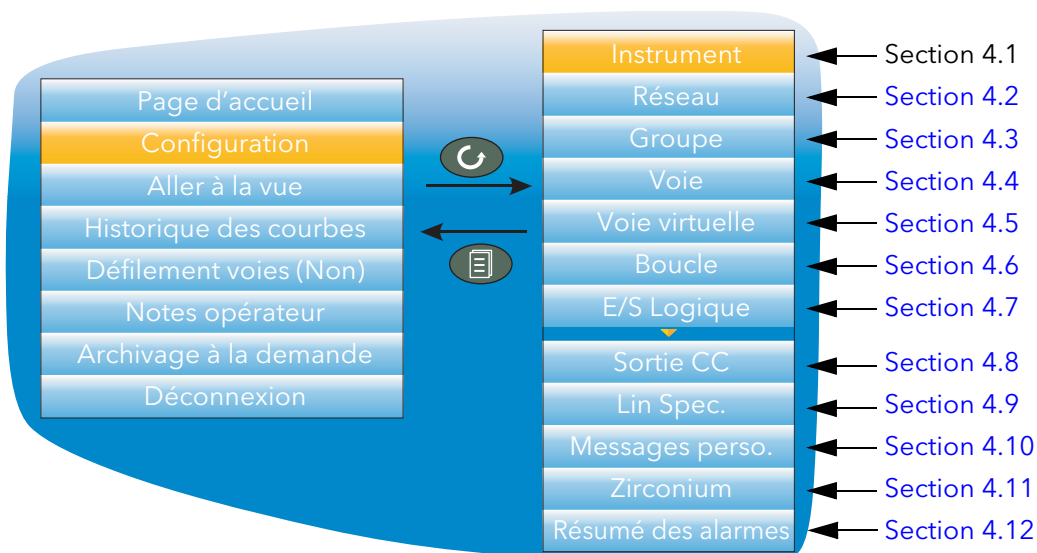 Page d'accueil
Configuration
Aller à la vue
Historique des courbes
Défilement voies (Non)
Notes opérateur
Archivage à la demande
Déconnexion
Instrument
Réseau
Groupe
Voie
Voie virtuelle
Boucle
E/S Logique
Sortie CC
Lin Spec.
Messages perso.
Zirconium
Résumé des alarmes
Section 4.1
Section 4.2
Section 4.3
Section 4.4
Section 4.5
Section 4.6
Section 4.7
Section 4.8
Section 4.9
Section 4.10
Section 4.11
Section 4.12